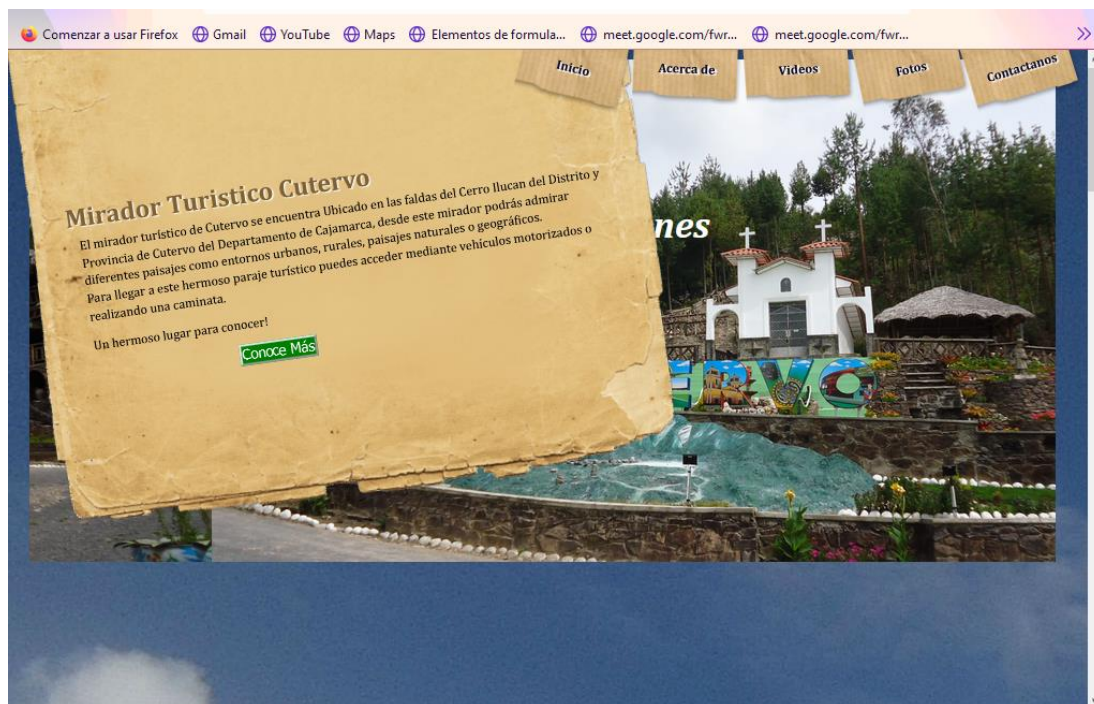 Comenzar a usar Firefox Gmail YouTube Maps Elementos de formula... meet.google.com/fwr... meet.google.com/fwr...
Inicio Acerca de Videos Fotos Contactanos
Mirador Turistico Cutervo
El mirador turístico de Cutervo se encuentra Ubicado en las faldas del Cerro Ilucan del Distrito y
Provincia de Cutervo del Departamento de Cajamarca, desde este mirador podrás admirar
diferentes paisajes como entornos urbanos, rurales, paisajes naturales o geográficos.
Para llegar a este hermoso paraje turístico puedes acceder mediante vehículos motorizados o
realizando una caminata.
Un hermoso lugar para conocer!
Conoce Más
nes
ERVO